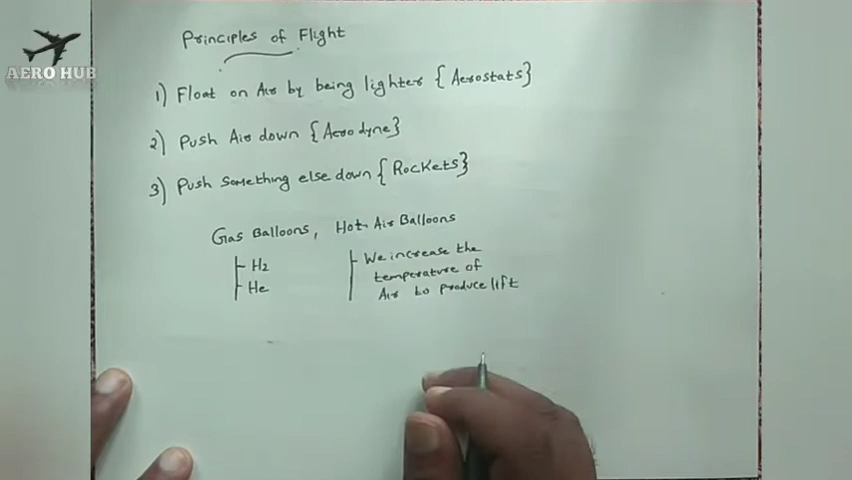 AERO HUB
Principles of Flight
1) Float on Air by being lighter {Aerostats}
2) Push Air down {Aerodyne}
3) Push Something else down {Rockets}
Gas Balloons, Hot Air Balloons
H2
He
We increase the
temperature of
Air to produce lift